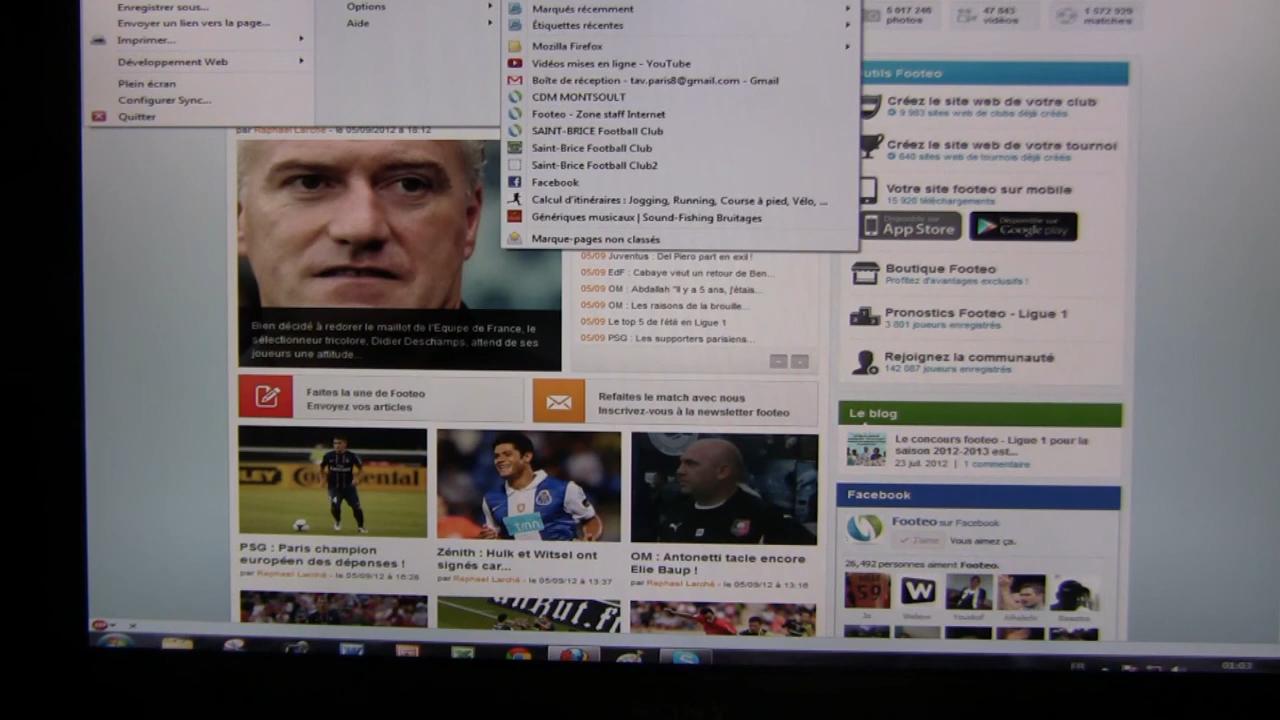 Enregistrer sous...
Envoyer un lien vers la page...
Imprimer...
Développement Web
Plein écran
Configurer Sync...
Quitter
Options
Aide
Marqués récemment
Étiquettes récentes
Mozilla Firefox
Vidéos mises en ligne - YouTube
Boîte de réception - tav.paris8@gmail.com - Gmail
CDM MONTSOULT
Footeo - Zone staff Internet
SAINT-BRICE Football Club
Saint-Brice Football Club
Saint-Brice Football Club2
Facebook
Calcul d'itinéraires : Jogging, Running, Course à pied, Vélo, ...
Génériques musicaux | Sound-Fishing Bruitages
Marque-pages non classés
5 017 246
photos
47 843
vidéos
1 572 929
matches
utils Footeo
Créez le site web de votre club
9 983 sites web de clubs déjà créés
Créez le site web de votre tournoi
640 sites web de tournois déjà créés
Votre site footeo sur mobile
15 926 téléchargements
Disponible sur
App Store
Disponible sur
Google play
Boutique Footeo
Profitez d'avantages exclusifs !
Pronostics Footeo - Ligue 1
3 801 joueurs enregistrés
Rejoignez la communauté
142 087 joueurs enregistrés
par Raphael Larché - le 05/09/2012 à 18:12
Bien décidé à redorer le maillot de l'Equipe de France, le
sélectionneur tricolore, Didier Deschamps, attend de ses
joueurs une attitude...
05/09 Juventus : Del Piero part en exil !
05/09 EdF : Cabaye veut un retour de Ben...
05/09 OM : Abdallah "Il y a 5 ans, j'étais...
05/09 OM : Les raisons de la brouille...
05/09 Le top 5 de l'été en Ligue 1
05/09 PSG : Les supporters parisiens...
Faites la une de Footeo
Envoyez vos articles
Refaites le match avec nous
Inscrivez-vous à la newsletter footeo
Continental
tmn
PSG : Paris champion
européen des dépenses !
par Raphael Larché - le 05/09/12 à 16:26
Zénith : Hulk et Witsel ont
signés car...
par Raphael Larché - le 05/09/12 à 13:37
OM : Antonetti tacle encore
Elie Baup !
par Raphael Larché - le 05/09/12 à 13:16
Le blog
Le concours footeo - Ligue 1 pour la
saison 2012-2013 est...
23 juil. 2012 | 1 commentaire
Facebook
Footeo sur Facebook
J'aime
Vous aimez ça.
26,492 personnes aiment Footeo.
59
W
Jo
FR
01:03